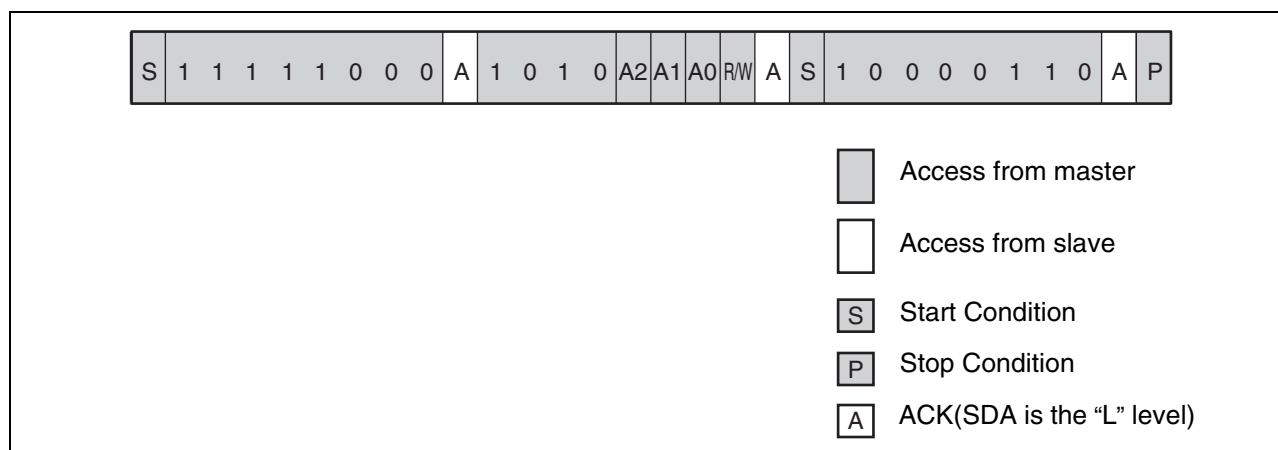 S 1 1 1 1 1 0 0 0 A 1 0 1 0 A2 A1 A0 R/W A S 1 0 0 0 0 1 1 0 A P
Access from master
Access from slave
S Start Condition
P Stop Condition
A ACK(SDA is the “L” level)